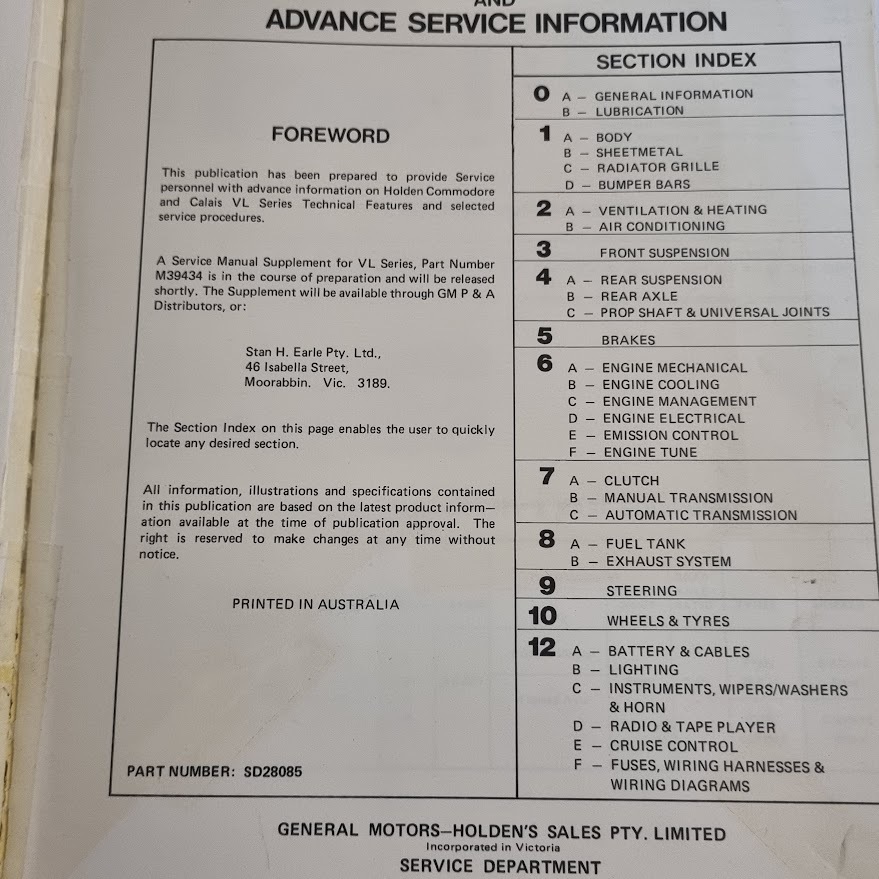 AND
ADVANCE SERVICE INFORMATION
FOREWORD
This publication has been prepared to provide Service
personnel with advance information on Holden Commodore
and Calais VL Series Technical Features and selected
service procedures.
A Service Manual Supplement for VL Series, Part Number
M39434 is in the course of preparation and will be released
shortly. The Supplement will be available through GM P & A
Distributors, or:
Stan H. Earle Pty. Ltd.,
46 Isabella Street,
Moorabbin. Vic. 3189.
The Section Index on this page enables the user to quickly
locate any desired section.
All information, illustrations and specifications contained
in this publication are based on the latest product inform—
ation available at the time of publication approval. The
right is reserved to make changes at any time without
notice.
PRINTED IN AUSTRALIA
PART NUMBER: SD28085
SECTION INDEX
0 A — GENERAL INFORMATION
B — LUBRICATION
1 A — BODY
B — SHEETMETAL
C — RADIATOR GRILLE
D — BUMPER BARS
2 A — VENTILATION & HEATING
B — AIR CONDITIONING
3 FRONT SUSPENSION
4 A — REAR SUSPENSION
B — REAR AXLE
C — PROP SHAFT & UNIVERSAL JOINTS
5 BRAKES
6 A — ENGINE MECHANICAL
B — ENGINE COOLING
C — ENGINE MANAGEMENT
D — ENGINE ELECTRICAL
E — EMISSION CONTROL
F — ENGINE TUNE
7 A — CLUTCH
B — MANUAL TRANSMISSION
C — AUTOMATIC TRANSMISSION
8 A — FUEL TANK
B — EXHAUST SYSTEM
9 STEERING
10 WHEELS & TYRES
12 A — BATTERY & CABLES
B — LIGHTING
C — INSTRUMENTS, WIPERS/WASHERS
& HORN
D — RADIO & TAPE PLAYER
E — CRUISE CONTROL
F — FUSES, WIRING HARNESSES &
WIRING DIAGRAMS
GENERAL MOTORS—HOLDEN'S SALES PTY. LIMITED
Incorporated in Victoria
SERVICE DEPARTMENT